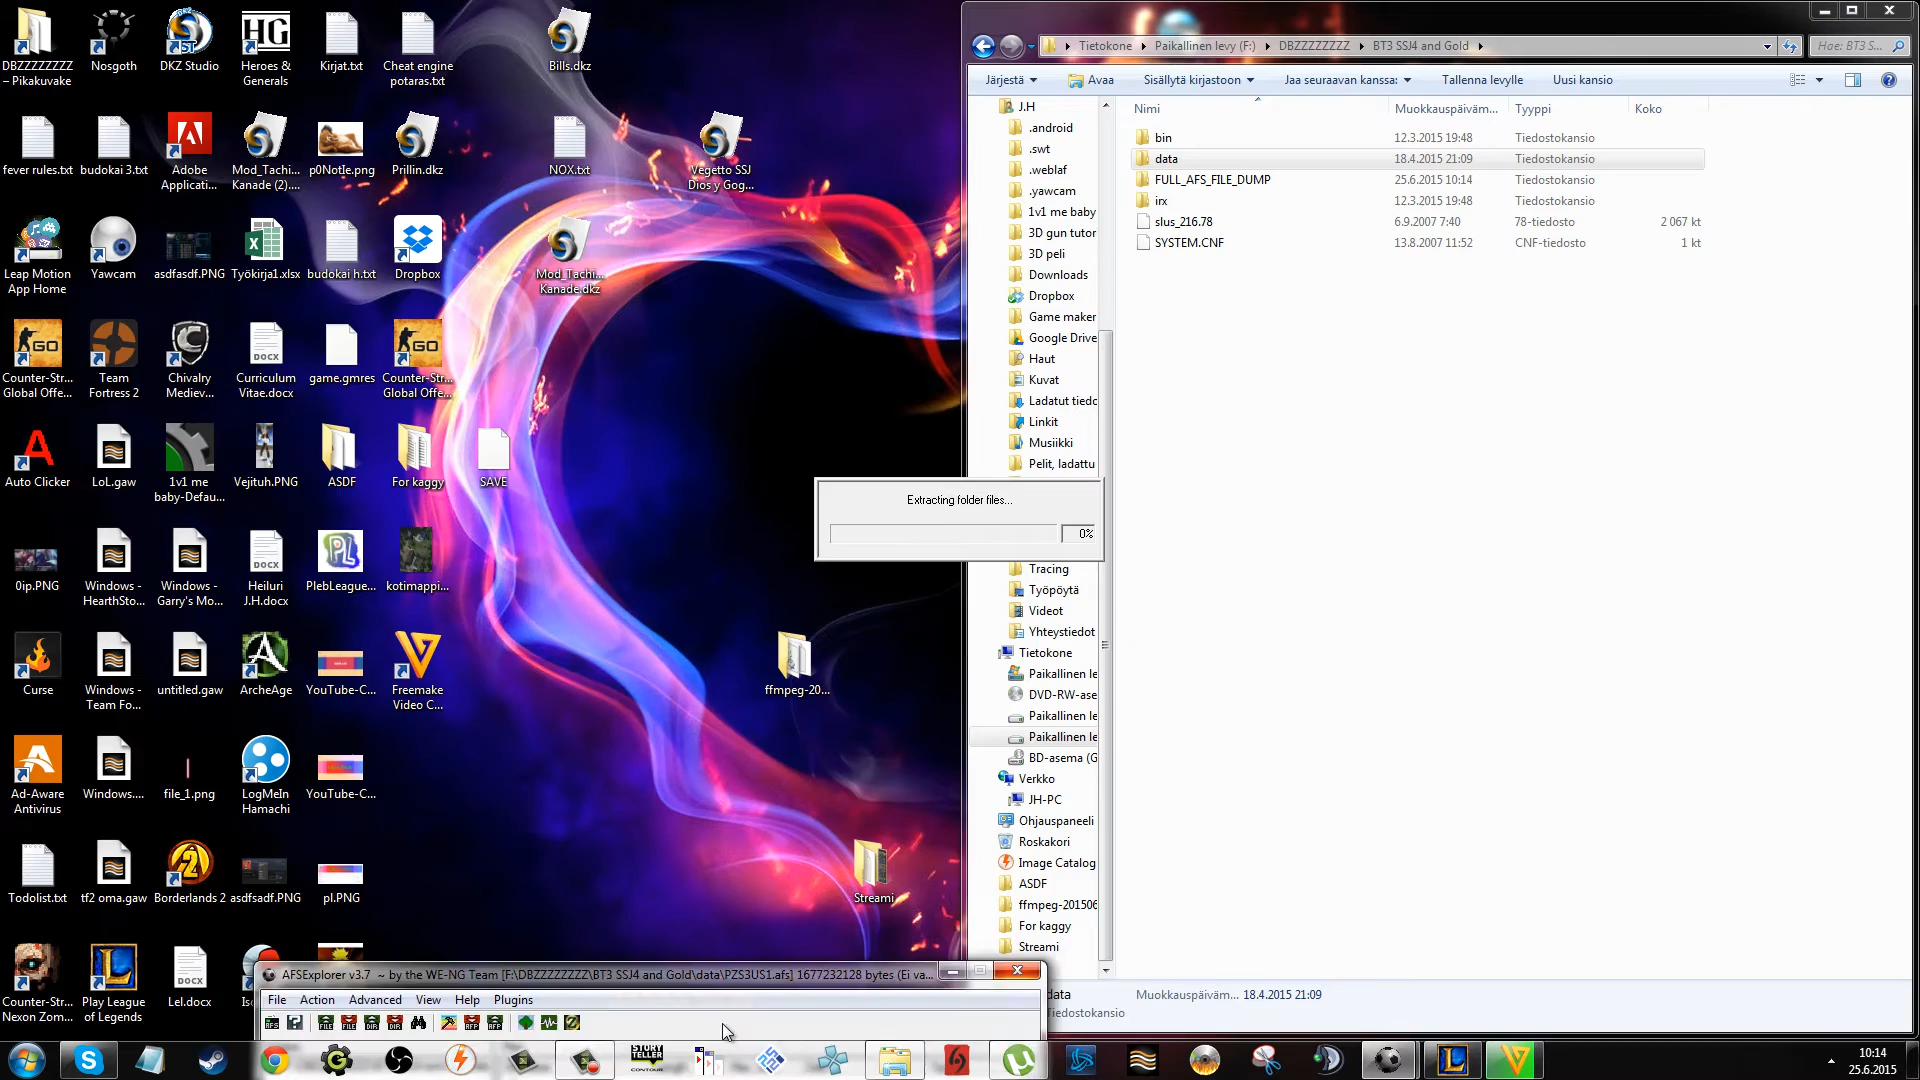 DBZZZZZZZZ
– Pikakuvake
Nosgoth
DKZ Studio
Heroes &
Generals
Kirjat.txt
Cheat engine
potaras.txt
Bills.dkz
fever rules.txt
budokai 3.txt
Adobe
Applicati...
Mod_Tachi...
Kanade (2)....
p0NotIe.png
Prillin.dkz
NOX.txt
Vegetto SSJ
Dios y Gog...
Leap Motion
App Home
Yawcam
asdfasdf.PNG
Työkirja1.xlsx
budokai h.txt
Dropbox
Mod_Tachi...
Kanade.dkz
Counter-Str...
Global Offe...
Team
Fortress 2
Chivalry
Mediev...
Curriculum
Vitae.docx
game.gmres
Counter-Str...
Global Offe...
Auto Clicker
LoL.gaw
1v1 me
baby-Defau...
Vejituh.PNG
ASDF
For kaggy
SAVE
0ip.PNG
Windows -
HearthSto...
Windows -
Garry's Mo...
Heiluri
J.H.docx
PlebLeague...
kotimappi...
Curse
Windows -
Team Fo...
untitled.gaw
ArcheAge
YouTube-C...
Freemake
Video C...
ffmpeg-20...
Ad-Aware
Antivirus
Windows....
file_1.png
LogMeIn
Hamachi
YouTube-C...
Todolist.txt
tf2 oma.gaw
Borderlands 2
asdfsadf.PNG
pl.PNG
Streami
Counter-Str...
Nexon Zom...
Play League
of Legends
Lel.docx
Extracting folder files...
0%
Tietokone
Paikallinen levy (F:)
DBZZZZZZZZ
BT3 SSJ4 and Gold
Hae: BT3 S...
Järjestä
Avaa
Sisällytä kirjastoon
Jaa seuraavan kanssa:
Tallenna levylle
Uusi kansio
Nimi
Muokkauspäiväm...
Tyyppi
Koko
bin 12.3.2015 19:48 Tiedostokansio
data 18.4.2015 21:09 Tiedostokansio
FULL_AFS_FILE_DUMP 25.6.2015 10:14 Tiedostokansio
irx 12.3.2015 19:48 Tiedostokansio
slus_216.78 6.9.2007 7:40 78-tiedosto 2 067 kt
SYSTEM.CNF 13.8.2007 11:52 CNF-tiedosto 1 kt
J.H
.android
.swt
.weblaf
.yawcam
1v1 me baby
3D gun tutor
3D peli
Downloads
Dropbox
Game maker
Google Drive
Haut
Kuvat
Ladatut tiedo
Linkit
Musiikki
Pelit, ladattu
Tracing
Työpöytä
Videot
Yhteystiedot
Tietokone
Paikallinen le
DVD-RW-ase
Paikallinen le
Paikallinen le
BD-asema (G
Verkko
JH-PC
Ohjauspaneeli
Roskakori
Image Catalog
ASDF
ffmpeg-201506
For kaggy
Streami
data
Muokkauspäiväm... 18.4.2015 21:09
Tiedostokansio
AFSExplorer v3.7 ~ by the WE-NG Team [F:\DBZZZZZZZZ\BT3 SSJ4 and Gold\data\PZS3US1.afs] 1677232128 bytes (Ei va...
File
Action
Advanced
View
Help
Plugins
STORY
TELLER
CONTOUR
10:14
25.6.2015